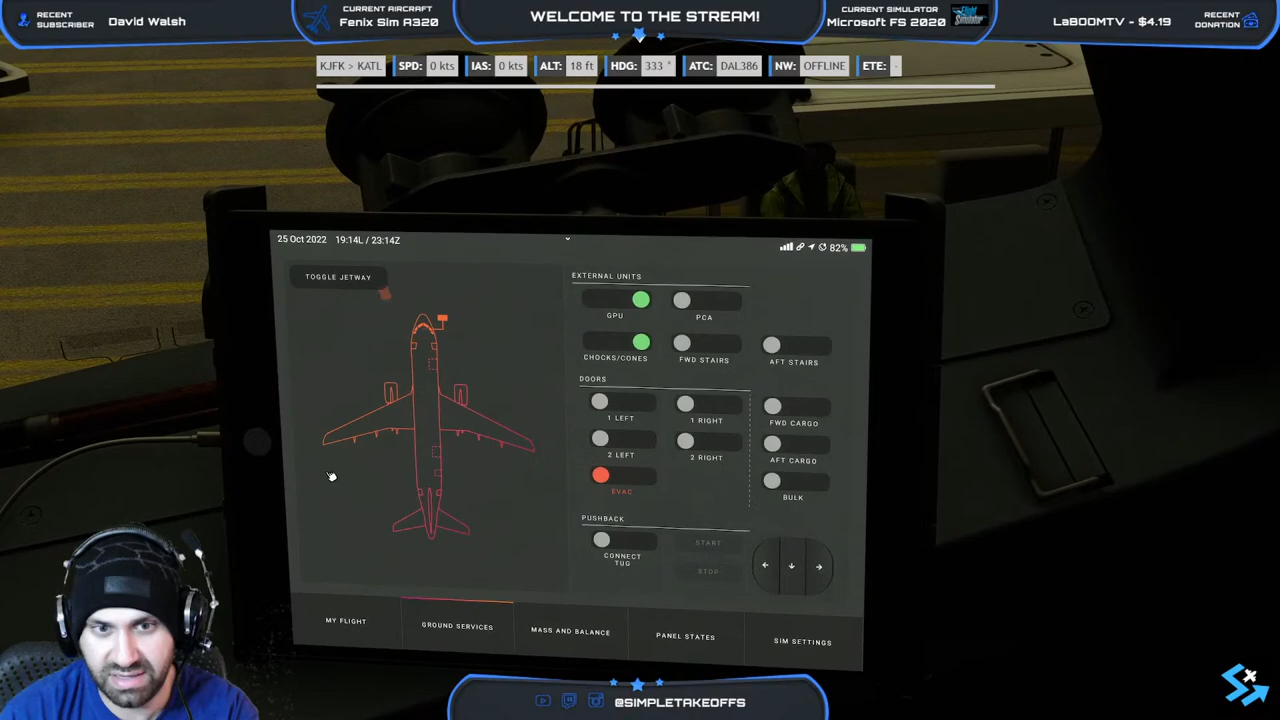 RECENT SUBSCRIBER David Walsh
CURRENT AIRCRAFT
Fenix Sim A320
WELCOME TO THE STREAM!
CURRENT SIMULATOR
Microsoft FS 2020
LaBOOMTV - $4.19
RECENT DONATION
KJFK > KATL SPD: 0 kts IAS: 0 kts ALT: 18 ft HDG: 333 ° ATC: DAL386 NW: OFFLINE ETE: -
25 Oct 2022 19:14L / 23:14Z 82%
TOGGLE JETWAY
EXTERNAL UNITS
GPU PCA
CHOCKS/CONES FWD STAIRS AFT STAIRS
DOORS
1 LEFT 1 RIGHT FWD CARGO
2 LEFT 2 RIGHT AFT CARGO
EVAC BULK
PUSHBACK
CONNECT TUG
START
STOP
MY FLIGHT GROUND SERVICES MASS AND BALANCE PANEL STATES SIM SETTINGS
@SIMPLETAKEOFFS